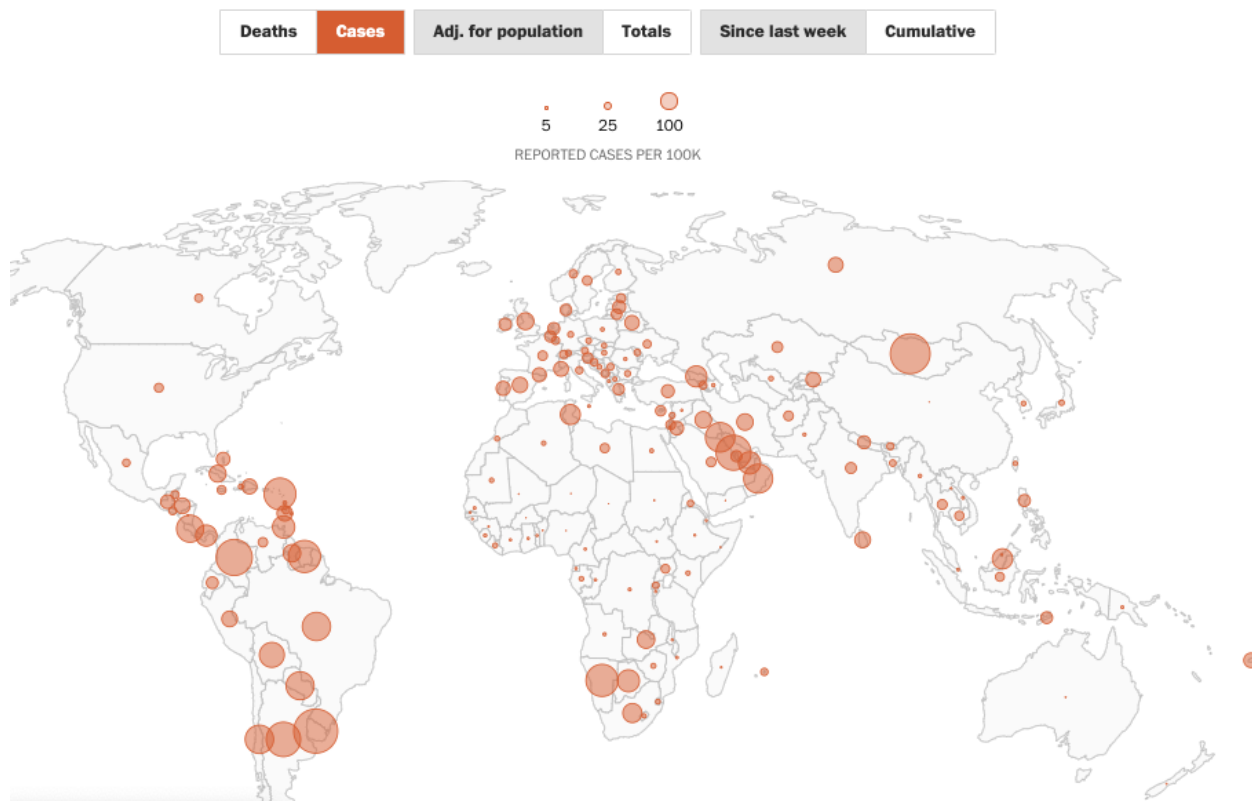 Deaths Cases Adj. for population Totals Since last week Cumulative
5 25 100
REPORTED CASES PER 100K